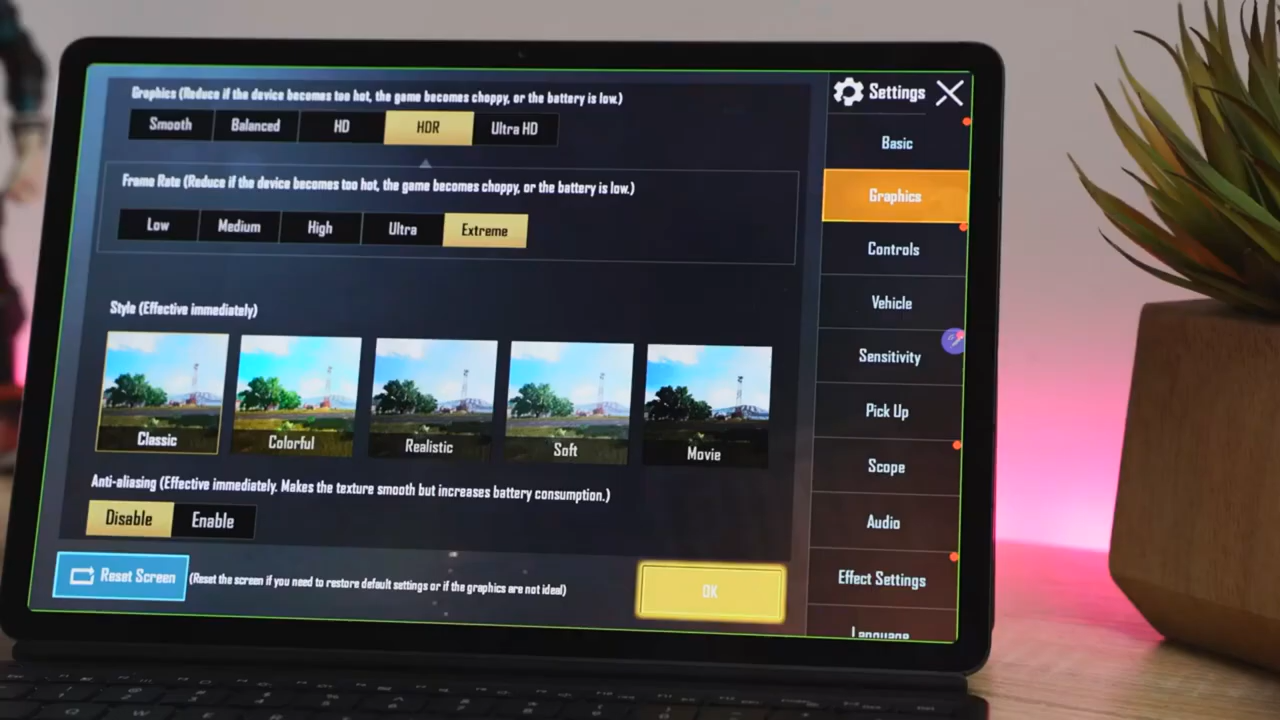 Graphics (Reduce if the device becomes too hot, the game becomes choppy, or the battery is low.)
Smooth
Balanced
HD
HDR
Ultra HD
Frame Rate (Reduce if the device becomes too hot, the game becomes choppy, or the battery is low.)
Low
Medium
High
Ultra
Extreme
Style (Effective immediately)
Classic
Colorful
Realistic
Soft
Movie
Anti-aliasing (Effective immediately. Makes the texture smooth but increases battery consumption.)
Disable
Enable
Reset Screen
(Reset the screen if you need to restore default settings or if the graphics are not ideal)
OK
Settings
Basic
Graphics
Controls
Vehicle
Sensitivity
Pick Up
Scope
Audio
Effect Settings
Language